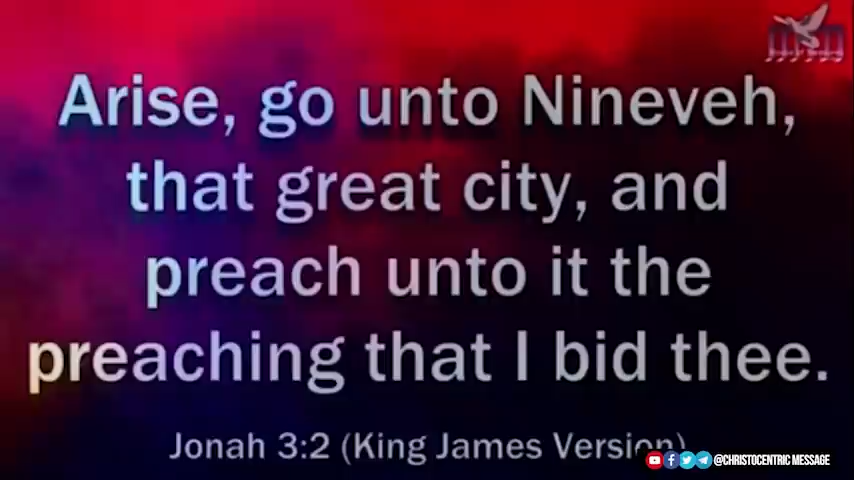 Arise, go unto Nineveh,
that great city, and
preach unto it the
preaching that I bid thee.
Jonah 3:2 (King James Version)
@CHRISTOCENTRIC MESSAGE